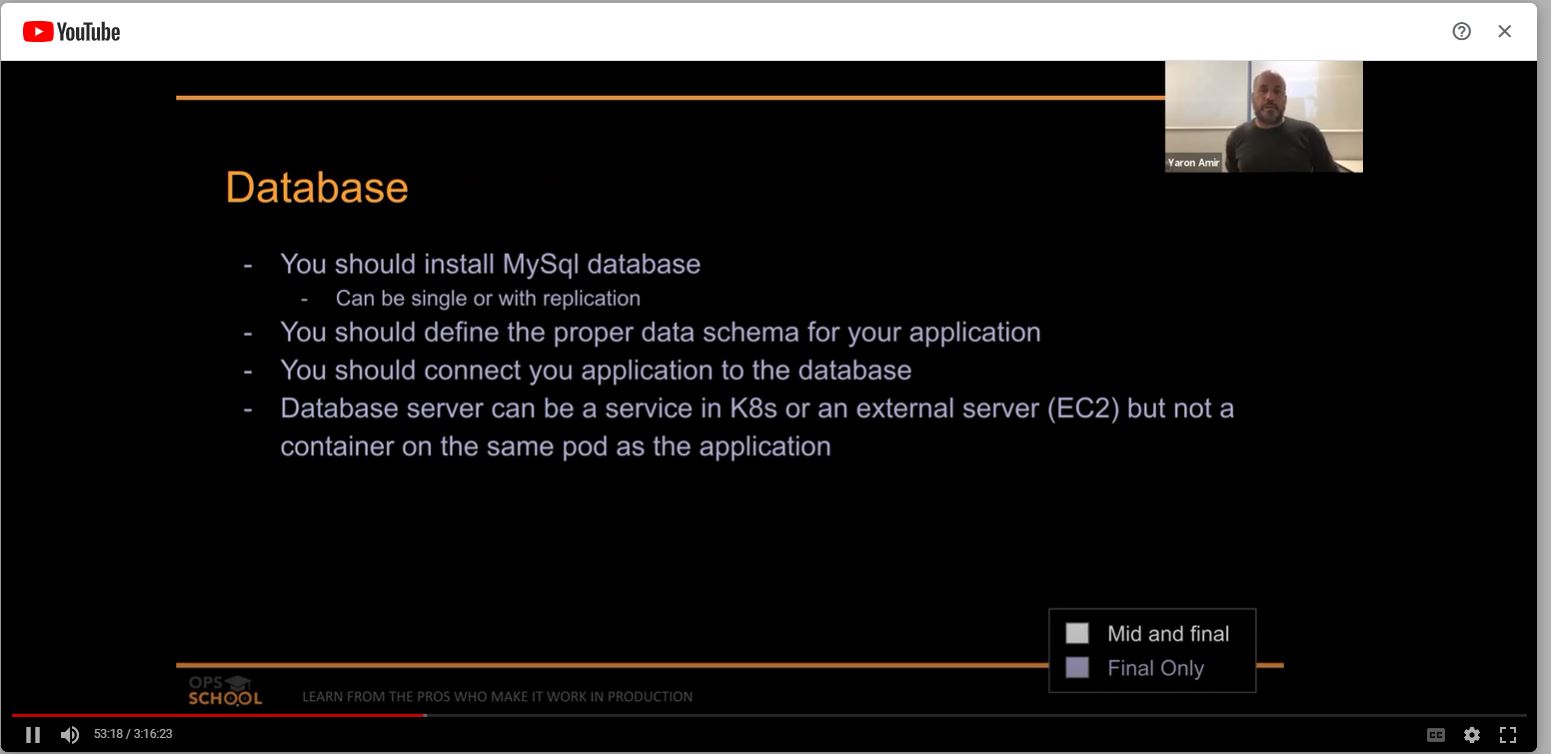 YouTube
Yaron Amir
Database
- You should install MySql database
- Can be single or with replication
- You should define the proper data schema for your application
- You should connect you application to the database
- Database server can be a service in K8s or an external server (EC2) but not a
container on the same pod as the application
Mid and final
Final Only
OPS
SCHOOL
LEARN FROM THE PROS WHO MAKE IT WORK IN PRODUCTION
53:18 / 3:16:23
CC